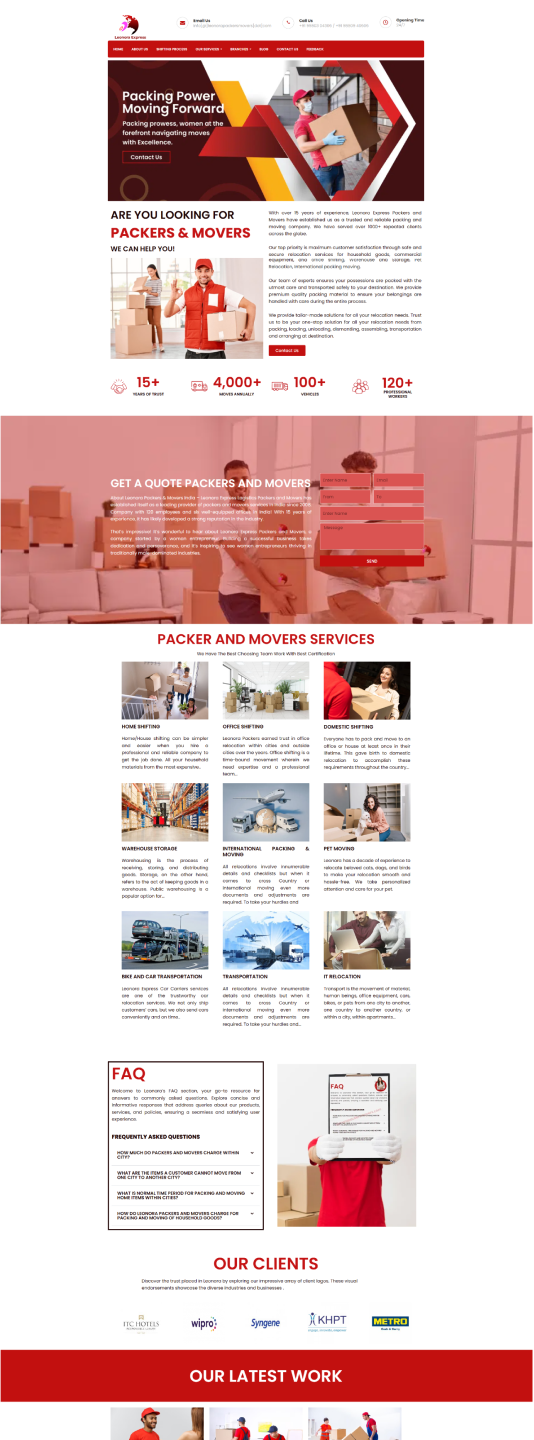 Leonora Express
Email Us
Call Us
Opening Time
24/7
HOME
ABOUT US
SHIFTING PROCESS
OUR SERVICES
BRANCHES
BLOG
CONTACT US
FEEDBACK
Packing Power
Moving Forward
Packing prowess, women at the
forefront navigating moves
with Excellence.
Contact Us
ARE YOU LOOKING FOR
PACKERS & MOVERS
WE CAN HELP YOU!
With over 15 years of experience, Leonora Express Packers and
Movers have established us as a trusted and reliable packing and
moving company. We have served over 1000+ reputed clients
across the globe.
Our top priority is maximum customer satisfaction through safe and
secure relocation services for household goods, commercial
equipment, and office shifting, Warehouse and Storage, Pet
Relocation, International packing moving.
Our team of experts ensures your possessions are packed with the
utmost care and transported safely to your destination. We provide
premium quality packing material to ensure your belongings are
handled with care during the entire process.
We provide tailor-made solutions for all your relocation needs. Trust
us to be your one-stop solution for all your relocation needs from
packing, loading, unloading, dismantling, assembling, transportation
and arranging at destination.
Contact Us
15+
YEARS OF TRUST
4,000+
MOVES ANNUALLY
100+
VEHICLES
120+
PROFESSIONAL
WORKERS
GET A QUOTE PACKERS AND MOVERS
About Leonora Packers & Movers India – Leonora Express Logistics Packers and Movers has
established itself as a leading provider of packers and movers services in India since 2008.
Company with 120 employees and as well equipped offices in India! With 15 years of
experience, it has likely developed a strong reputation in the industry.
That's impressive! It's wonderful to hear about Leonora Express Packers and Movers, a
company started by a woman entrepreneur. Building a successful business takes
dedication and perseverance, and it's inspiring to see women entrepreneurs thriving in
traditionally male-dominated industries.
Enter Name
Email
From
To
Enter Name
Message
SEND
PACKER AND MOVERS SERVICES
We Have The Best Choosing Team Work With Best Certification
HOME SHIFTING
Home/House shifting can be simpler
and easier when you hire a
professional and reliable company to
get the job done. All your household
materials from the most expensive...
OFFICE SHIFTING
Leonora Packers earned trust in office
relocation within cities and outside
cities over the years. Office shifting is a
time-bound movement wherein we
need expertise and a professional
team...
DOMESTIC SHIFTING
Everyone has to pack and move to an
office or house at least once in their
lifetime. This gave birth to domestic
relocation to accomplish these
requirements throughout the country...
WAREHOUSE STORAGE
Warehousing is the process of
receiving, storing, and distributing
goods. Storage, on the other hand,
refers to the act of keeping goods in a
warehouse. Public warehousing is a
popular option for...
INTERNATIONAL PACKING &
MOVING
All relocations involve innumerable
details and checklists but when it
comes to cross Country or
international moving even more
documents and adjustments are
required. To take your hurdles and
PET MOVING
Leonora has a decade of experience to
relocate beloved cats, dogs, and birds
to make your relocation smooth and
hassle-free. We take personalized
attention and care for your pet.
BIKE AND CAR TRANSPORTATION
Leonora Express Car Carriers services
are one of the trustworthy car
relocation services. We not only ship
customers' cars, but we also send cars
conveniently and on time.
TRANSPORTATION
All relocations involve innumerable
details and checklists but when it
comes to cross Country or
international moving even more
documents and adjustments are
required. To take your hurdles and...
IT RELOCATION
Transport is the movement of material,
human beings, office equipment, cars,
bikes, or pets from one city to another,
one country to another country, or
within a city, within apartments...
FAQ
Welcome to Leonora's FAQ section, your go-to resource for
answers to commonly asked questions. Explore concise and
informative responses that address queries about our products,
services, and policies, ensuring a seamless and satisfying user
experience.
FREQUENTLY ASKED QUESTIONS
HOW MUCH DO PACKERS AND MOVERS CHARGE WITHIN
CITY?
WHAT ARE THE ITEMS A CUSTOMER CANNOT MOVE FROM
ONE CITY TO ANOTHER CITY?
WHAT IS NORMAL TIME PERIOD FOR PACKING AND MOVING
HOME ITEMS WITHIN CITIES?
HOW DO LEONORA PACKERS AND MOVERS CHARGE FOR
PACKING AND MOVING OF HOUSEHOLD GOODS?
FAQ
OUR CLIENTS
Discover the trust placed in Leonora by exploring our impressive array of client logos. These visual
endorsements showcase the diverse industries and businesses .
ITC HOTELS
wipro
Syngene
KHPT
METRO
OUR LATEST WORK